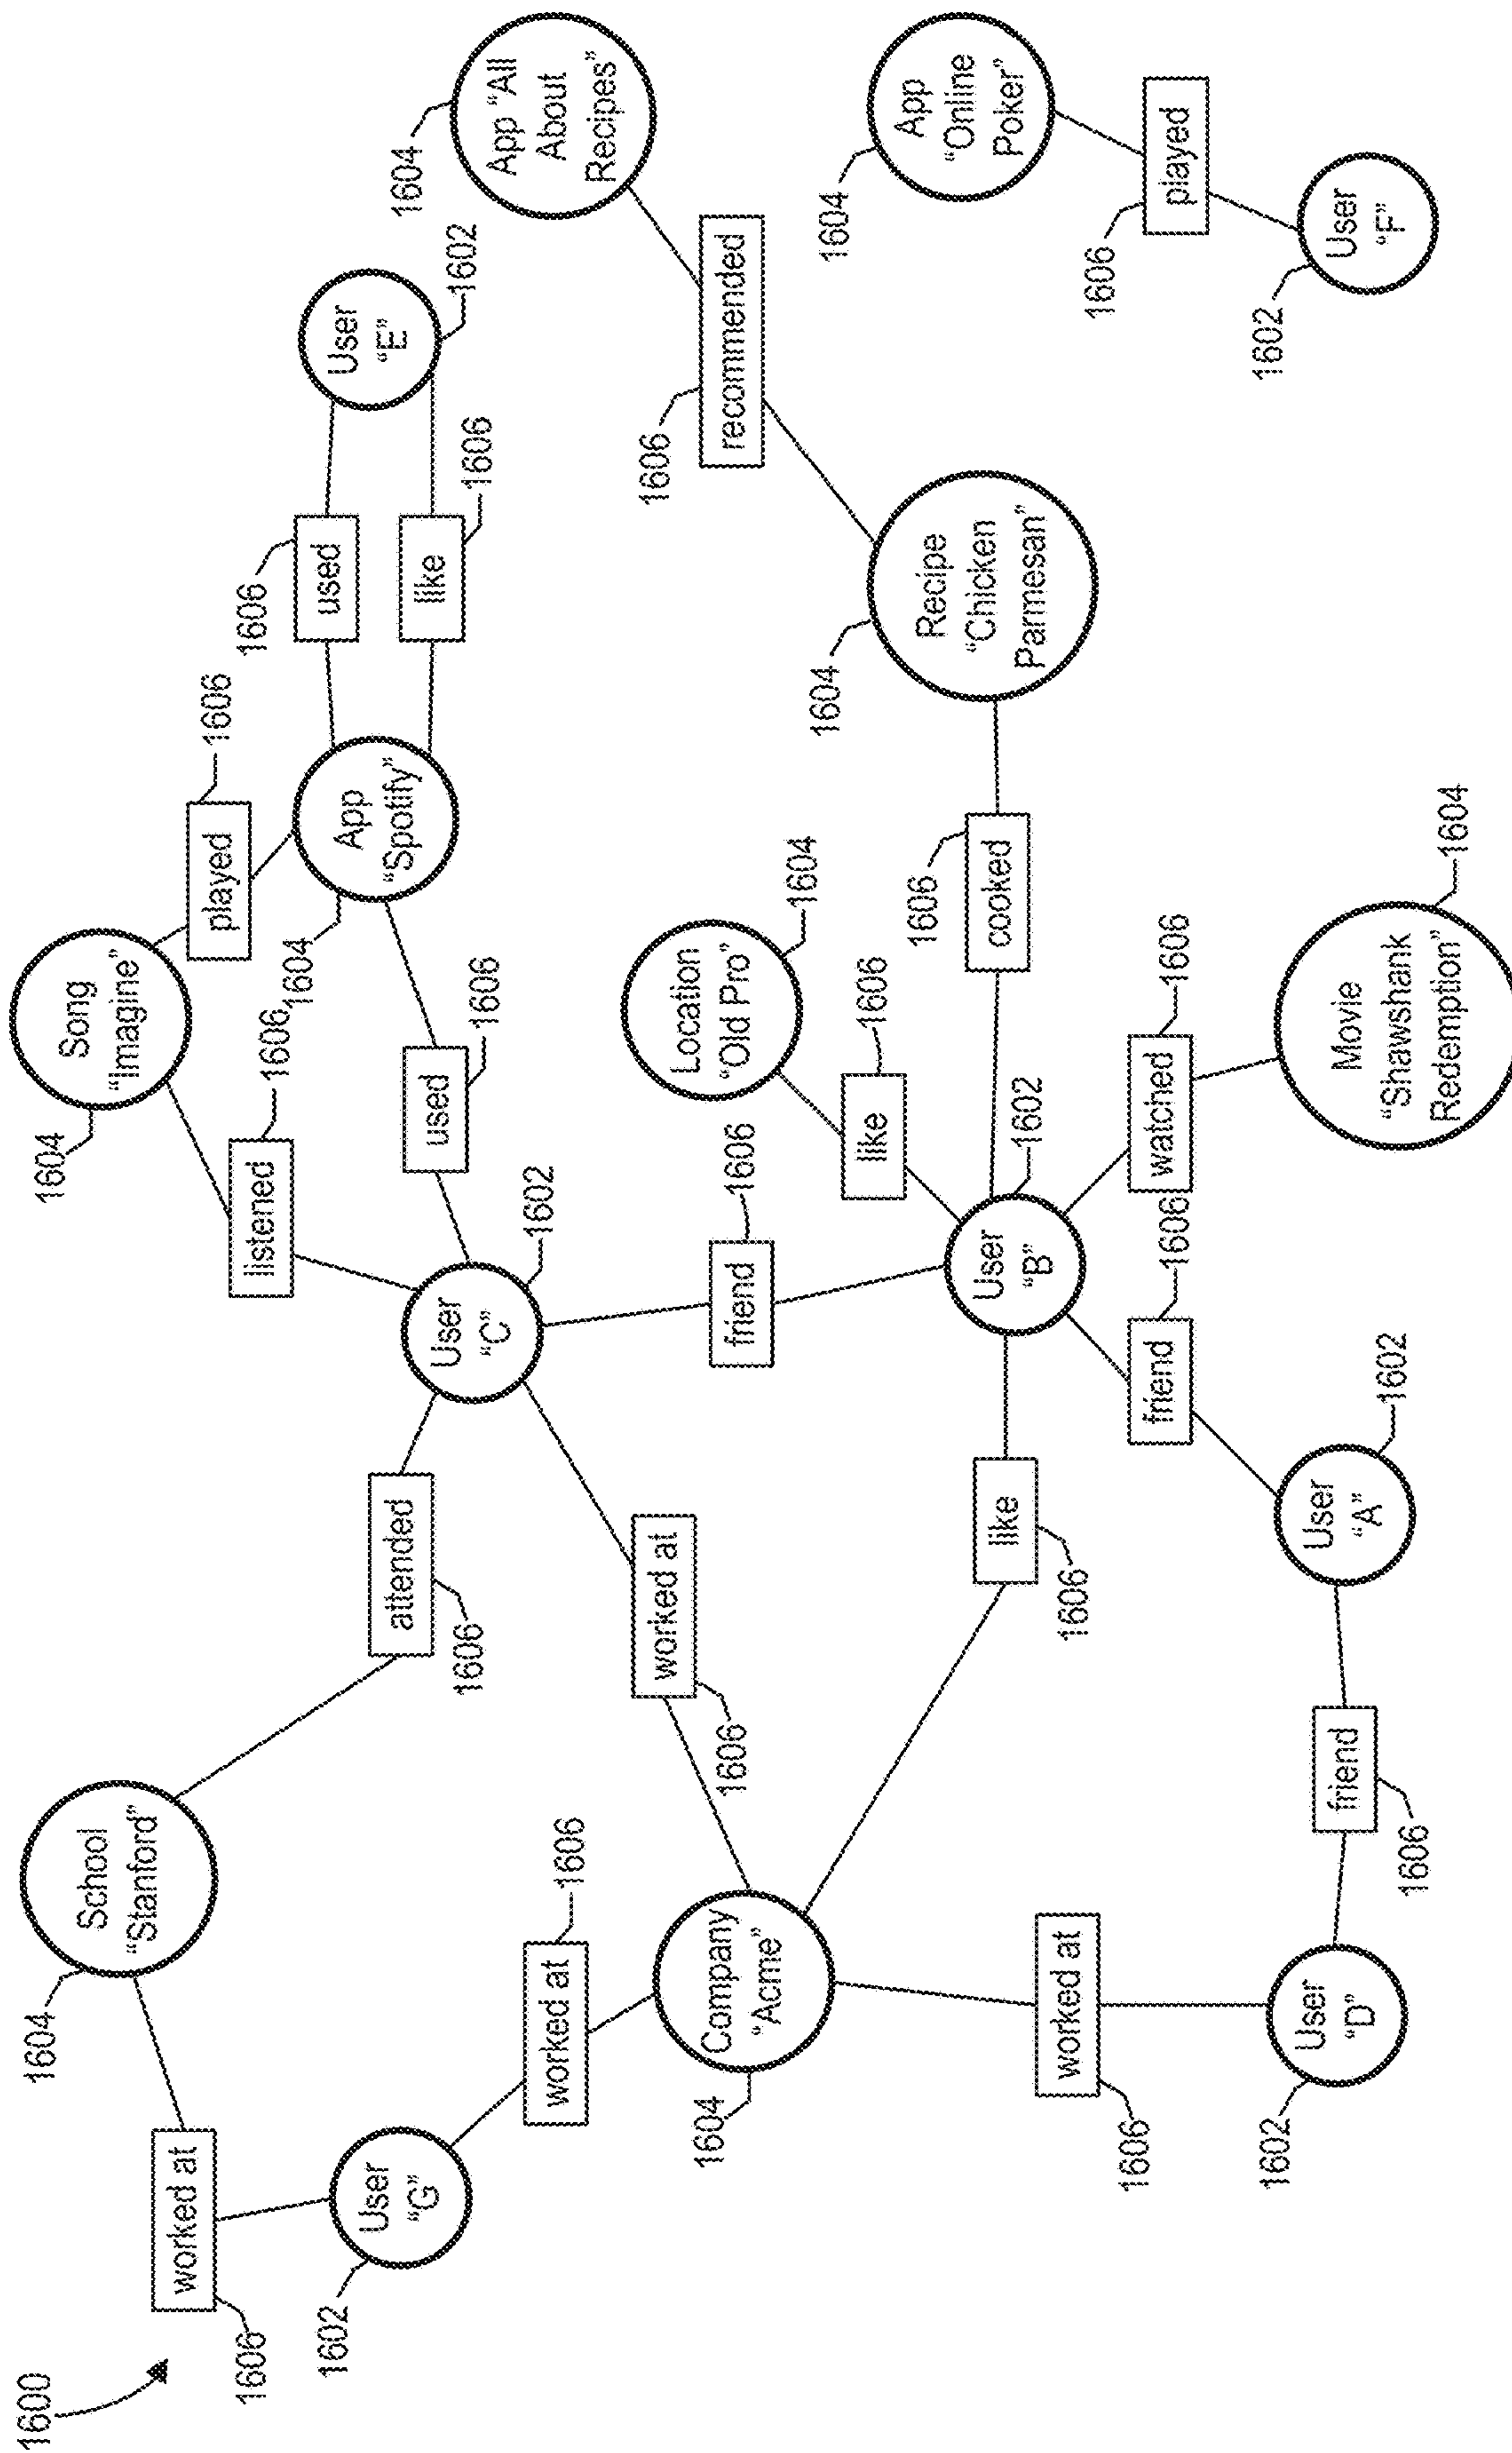 1600
1606
worked at
1604
School
“Stanford”
1604
Song
“Imagine”
played
1606
1602
User
“G”
listened
1606
1604
App
“Spotify”
1606
used
User
“E”
1602
like
1606
1604
App “All
About
Recipes”
attended
1606
User
“C”
1602
used
1606
worked at
1606
worked at
1606
1604
Company
“Acme”
friend
1606
Location
“Old Pro”
1604
1606
recommended
like
1606
1604
Recipe
“Chicken
Parmesan”
1604
App
“Online
Poker”
1606
cooked
like
1606
User
“B”
1602
worked at
1606
friend
1606
watched
1606
1606
played
1602
User
“D”
friend
1606
User
“A”
1602
Movie
“Shawshank
Redemption”
1604
1602
User
“F”